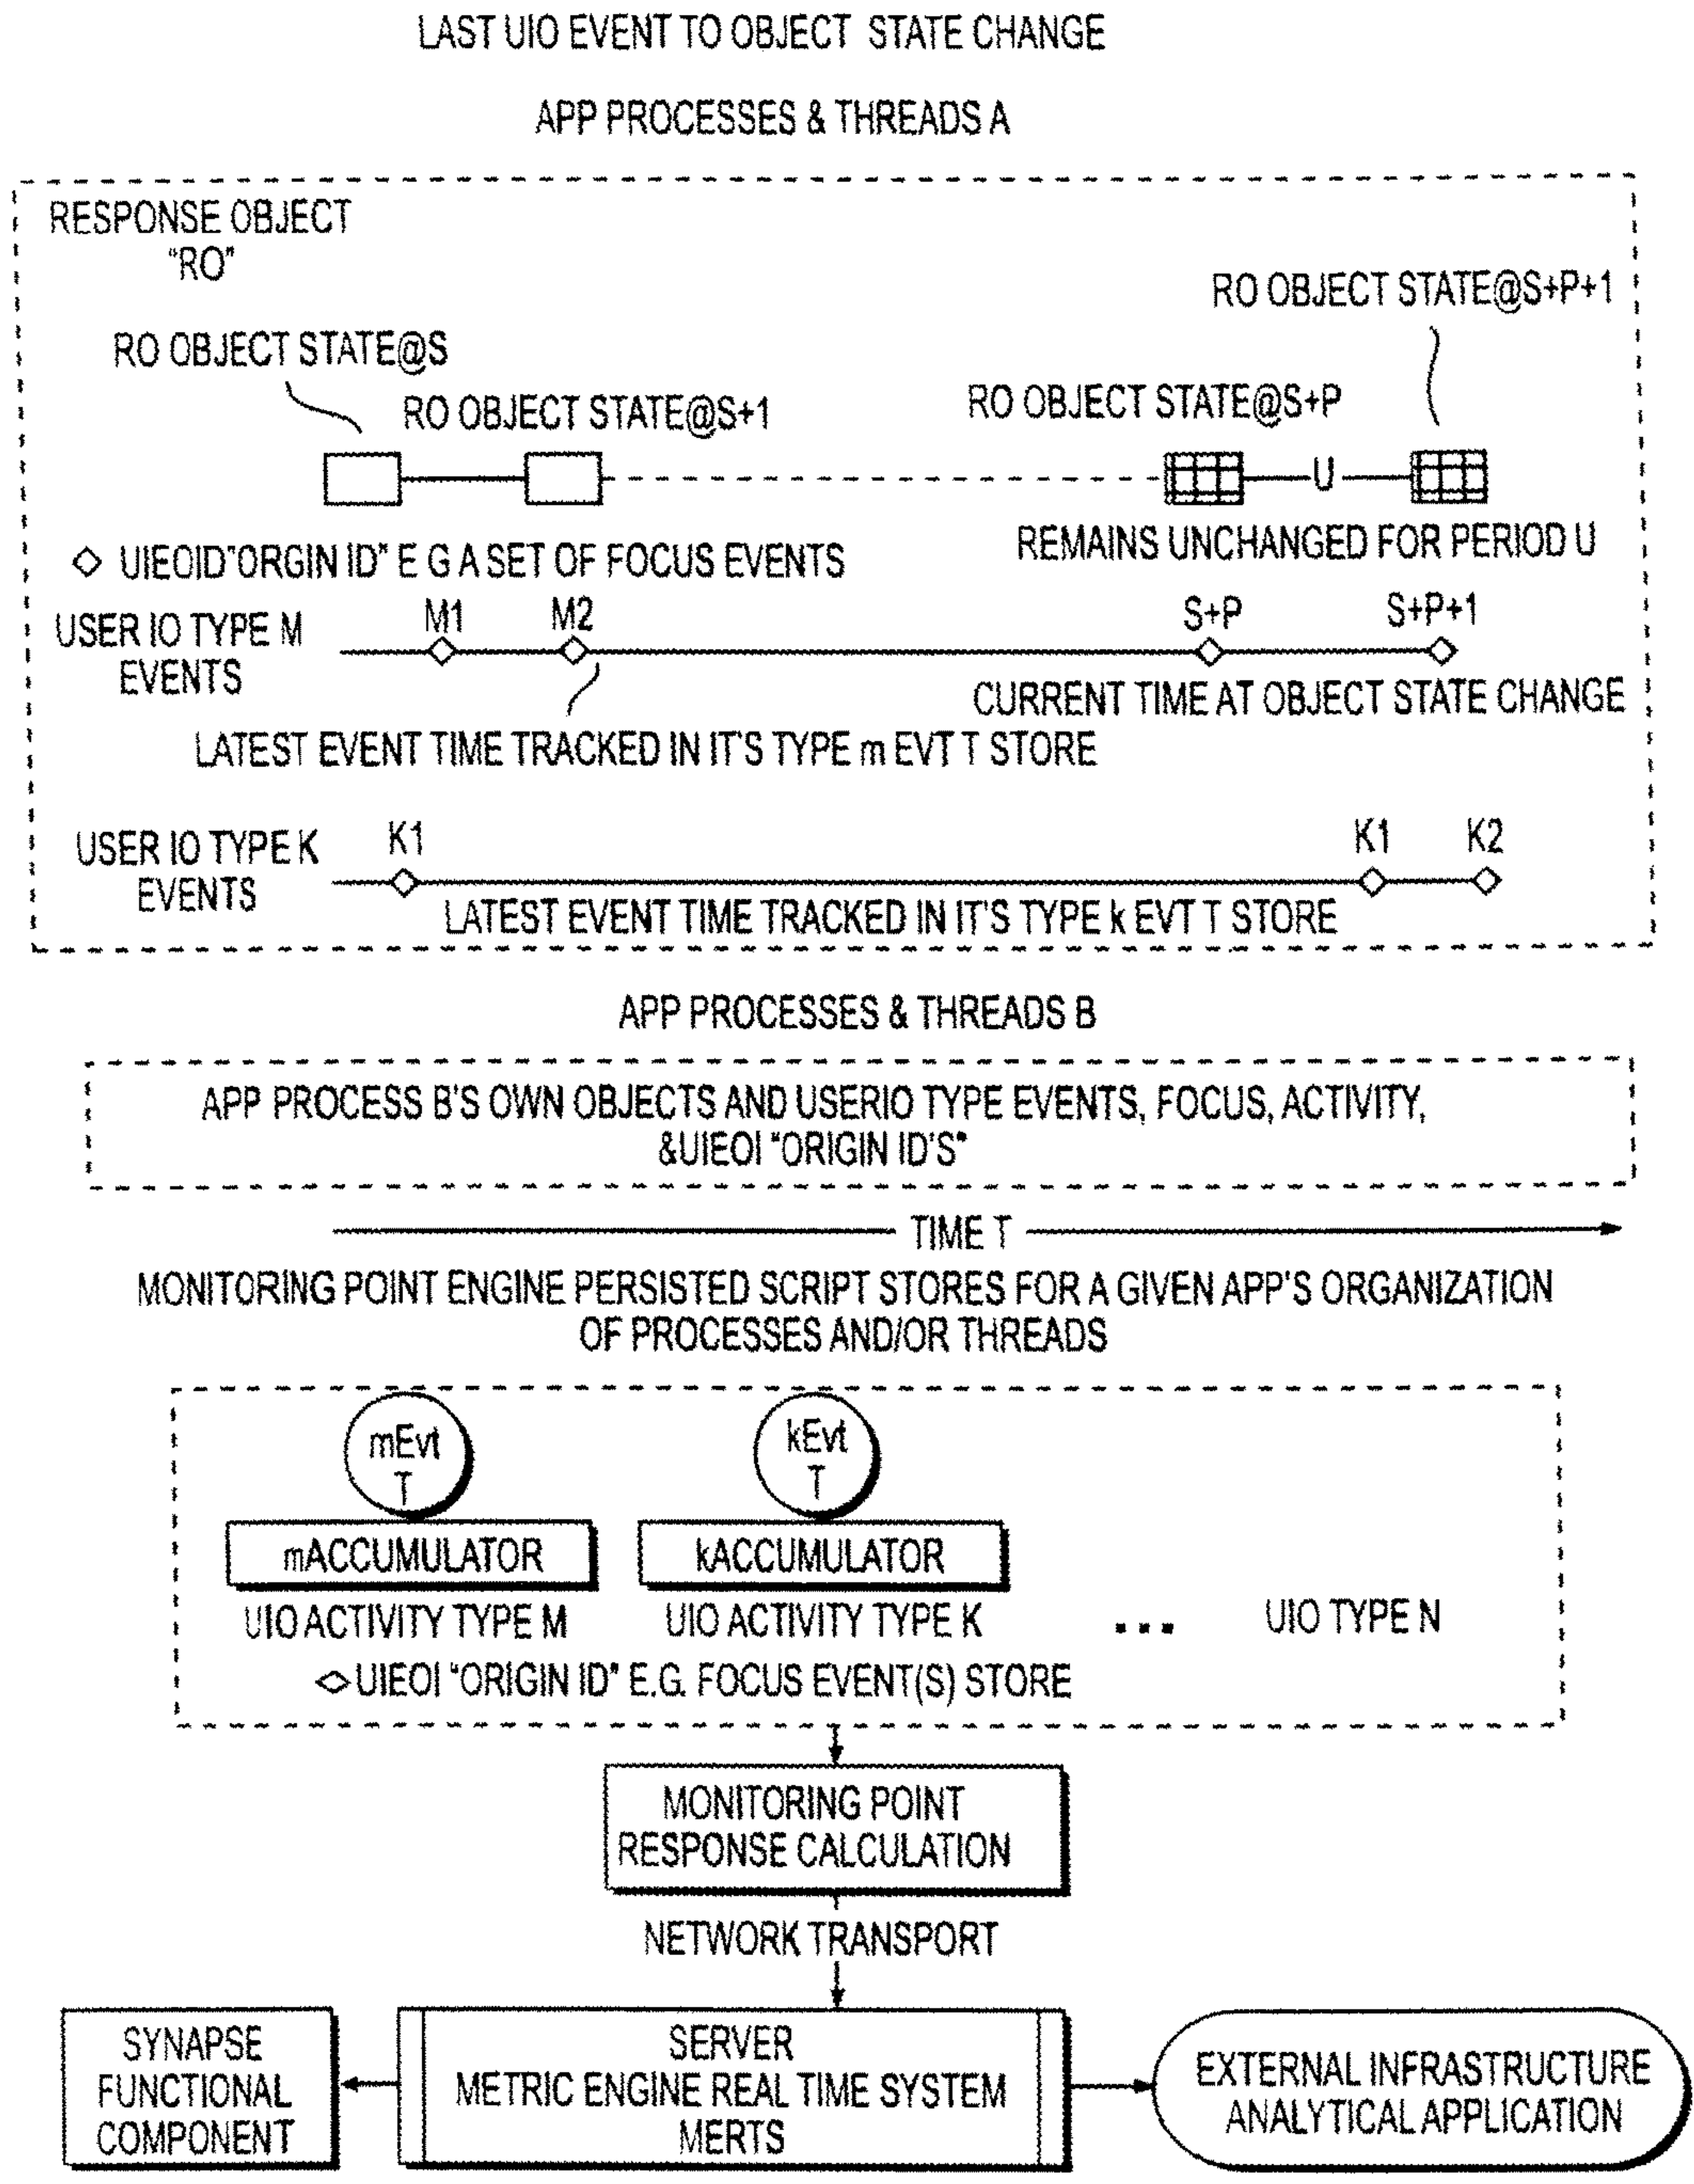 LAST UIO EVENT TO OBJECT STATE CHANGE
APP PROCESSES & THREADS A
RESPONSE OBJECT
"RO"
RO OBJECT STATE@S+P+1
RO OBJECT STATE@S
RO OBJECT STATE@S+1
RO OBJECT STATE@S+P
U
REMAINS UNCHANGED FOR PERIOD U
UIEOID"ORGIN ID" E G A SET OF FOCUS EVENTS
M1 M2 S+P S+P+1
USER IO TYPE M
EVENTS
CURRENT TIME AT OBJECT STATE CHANGE
LATEST EVENT TIME TRACKED IN IT'S TYPE m EVT T STORE
K1 K1 K2
USER IO TYPE K
EVENTS
LATEST EVENT TIME TRACKED IN IT'S TYPE k EVT T STORE
APP PROCESSES & THREADS B
APP PROCESS B'S OWN OBJECTS AND USERIO TYPE EVENTS, FOCUS, ACTIVITY,
&UIEOI "ORIGIN ID'S"
TIME T
MONITORING POINT ENGINE PERSISTED SCRIPT STORES FOR A GIVEN APP'S ORGANIZATION
OF PROCESSES AND/OR THREADS
mEvt
T
kEvt
T
mACCUMULATOR
kACCUMULATOR
UIO ACTIVITY TYPE M
UIO ACTIVITY TYPE K
... UIO TYPE N
UIEOI "ORIGIN ID" E.G. FOCUS EVENT(S) STORE
MONITORING POINT
RESPONSE CALCULATION
NETWORK TRANSPORT
SYNAPSE
FUNCTIONAL
COMPONENT
SERVER
METRIC ENGINE REAL TIME SYSTEM
MERTS
EXTERNAL INFRASTRUCTURE
ANALYTICAL APPLICATION